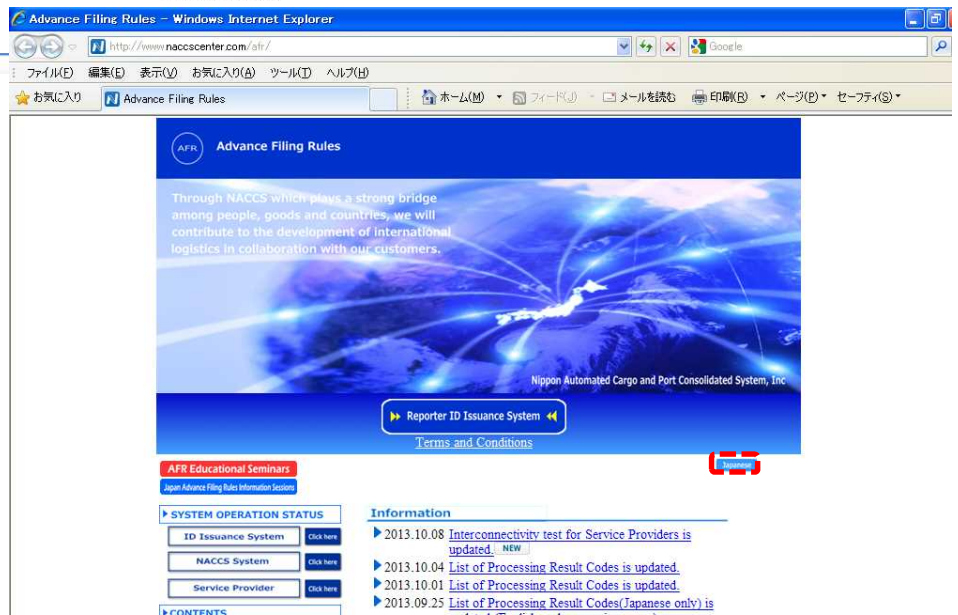 Advance Filing Rules - Windows Internet Explorer
http://www.naccscenter.com/afr/
Google
ファイル(F) 編集(E) 表示(V) お気に入り(A) ツール(T) ヘルプ(H)
お気に入り Advance Filing Rules ホーム(M) フィード(J) メールを読む 印刷(R) ページ(P) セーフティ(S)
AFR Advance Filing Rules
Through NACCS which plays a strong bridge
among people, goods and countries, we will
contribute to the development of international
logistics in collaboration with our customers.
Nippon Automated Cargo and Port Consolidated System, Inc
Reporter ID Issuance System
Terms and Conditions
Japanese
AFR Educational Seminars
Japan Advance Filing Rules Information Sessions
SYSTEM OPERATION STATUS
ID Issuance System Click here
NACCS System Click here
Service Provider Click here
CONTENTS
Information
2013.10.08 Interconnectivity test for Service Providers is
updated. NEW
2013.10.04 List of Processing Result Codes is updated.
2013.10.01 List of Processing Result Codes is updated.
2013.09.25 List of Processing Result Codes(Japanese only) is